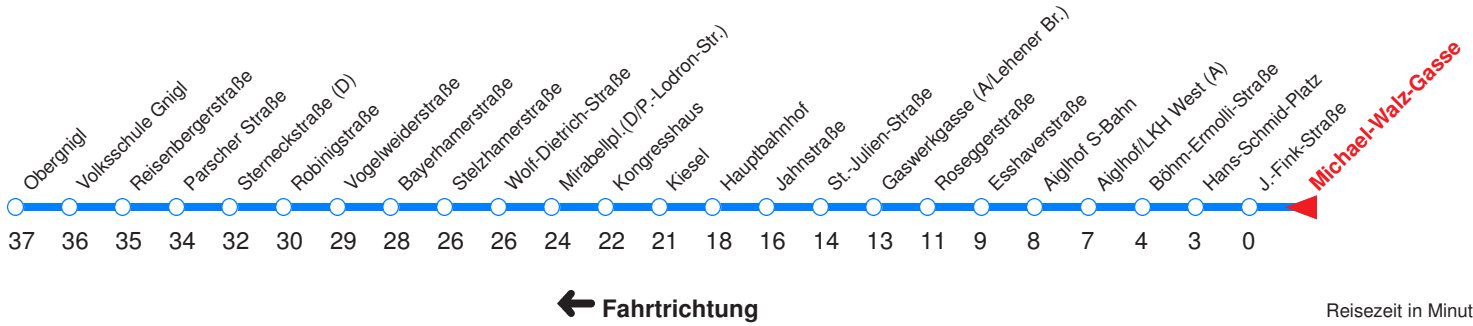 Obergnigl
Volksschule Gnigl
Reisenbergerstraße
Parscher Straße
Sterneckstraße (D)
Robinigstraße
Vogelweiderstraße
Bayerhamerstraße
Stelzhamerstraße
Wolf-Dietrich-Straße
Mirabellpl.(D/P.-Lodron-Str.)
Kongresshaus
Kiesel
Hauptbahnhof
Jahnstraße
St.-Julien-Straße
Gaswerkgasse (A/Lehener Br.)
Roseggerstraße
Esshaverstraße
Aiglhof S-Bahn
Aiglhof/LKH West (A)
Böhm-Ermolli-Straße
Hans-Schmid-Platz
J.-Fink-Straße
Michael-Walz-Gasse
37 36 35 34 32 30 29 28 26 26 24 22 21 18 16 14 13 11 9 8 7 4 3 0
Fahrtrichtung
Reisezeit in Minut